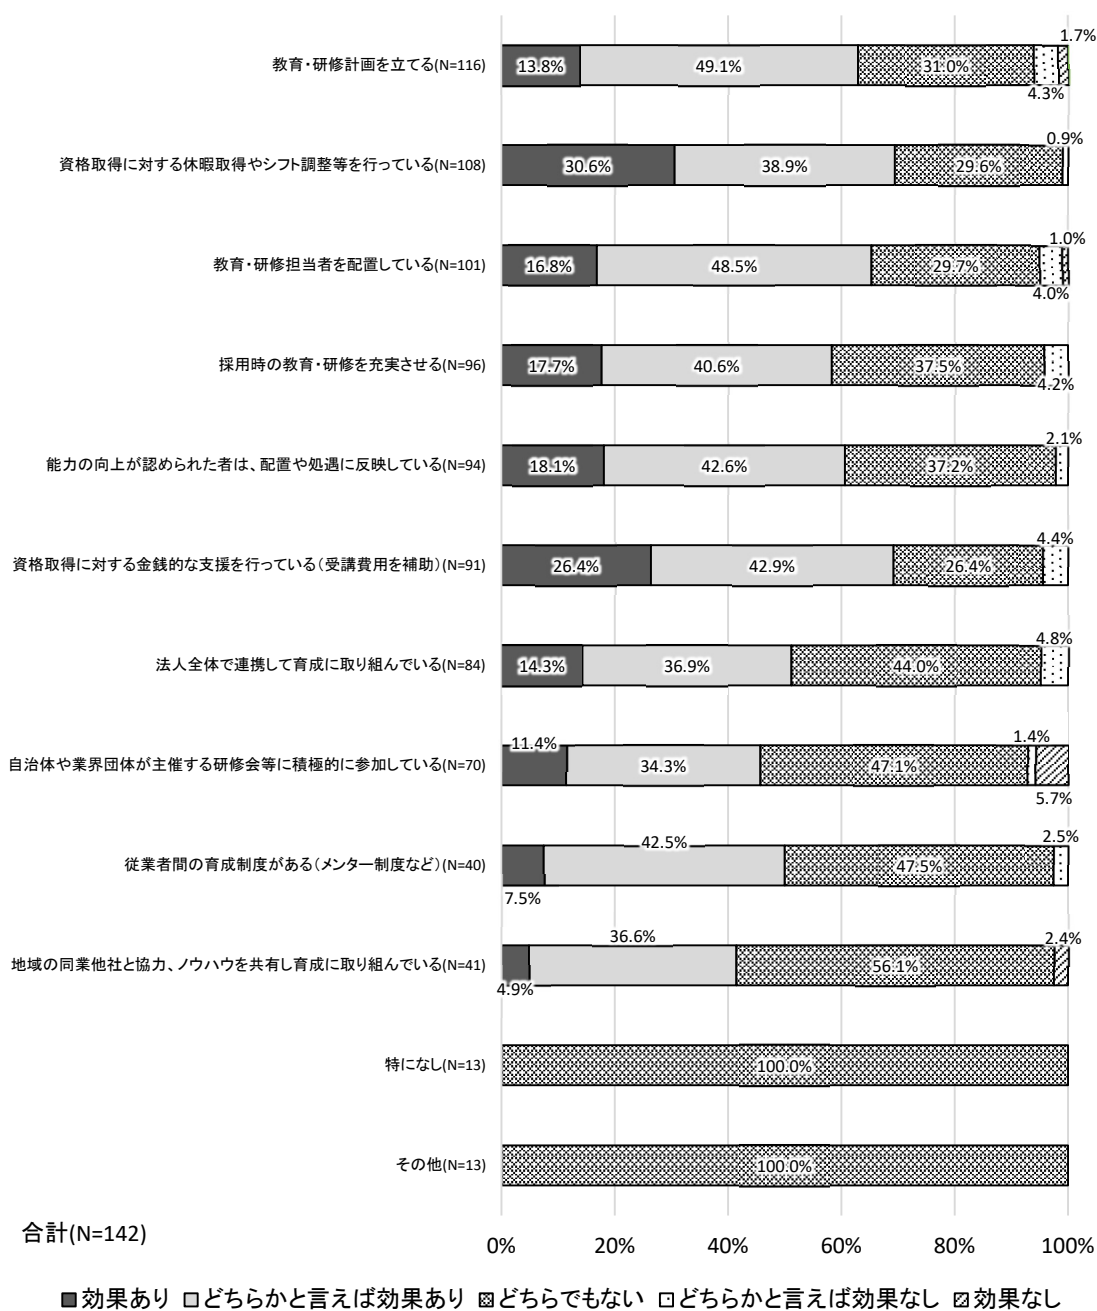 1.7%
教育・研修計画を立てる(N=116) 13.8% 49.1% 31.0%
4.3%
0.9%
資格取得に対する休暇取得やシフト調整等を行っている(N=108) 30.6% 38.9% 29.6%
1.0%
教育・研修担当者を配置している(N=101) 16.8% 48.5% 29.7%
4.0%
採用時の教育・研修を充実させる(N=96) 17.7% 40.6% 37.5%
4.2%
2.1%
能力の向上が認められた者は、配置や処遇に反映している(N=94) 18.1% 42.6% 37.2%
4.4%
資格取得に対する金銭的な支援を行っている(受講費用を補助)(N=91) 26.4% 42.9% 26.4%
4.8%
法人全体で連携して育成に取り組んでいる(N=84) 14.3% 36.9% 44.0%
11.4% 1.4%
自治体や業界団体が主催する研修会等に積極的に参加している(N=70) 34.3% 47.1%
5.7%
42.5% 2.5%
従業者間の育成制度がある(メンター制度など)(N=40) 47.5%
7.5%
36.6% 2.4%
地域の同業他社と協力、ノウハウを共有し育成に取り組んでいる(N=41) 56.1%
4.9%
特になし(N=13) 100.0%
その他(N=13) 100.0%
合計(N=142)
0% 20% 40% 60% 80% 100%
効果あり どちらかと言えば効果あり どちらでもない どちらかと言えば効果なし 効果なし